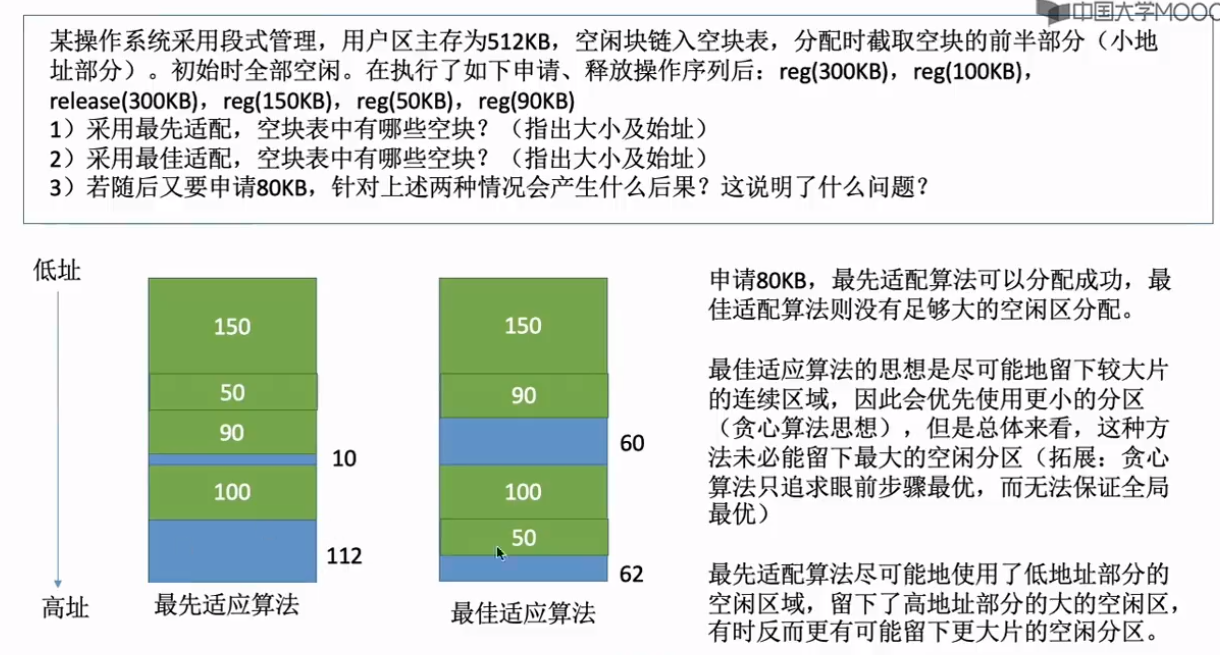 中国大学MOOC
某操作系统采用段式管理，用户区主存为512KB，空闲块链入空块表，分配时截取空块的前半部分（小地
址部分）。初始时全部空闲。在执行了如下申请、释放操作序列后：reg(300KB)，reg(100KB)，
release(300KB)，reg(150KB)，reg(50KB)，reg(90KB)
1）采用最先适配，空块表中有哪些空块？（指出大小及始址）
2）采用最佳适配，空块表中有哪些空块？（指出大小及始址）
3）若随后又要申请80KB，针对上述两种情况会产生什么后果？这说明了什么问题？
低址
150
50
90
10
100
112
高址
最先适应算法
150
90
60
100
50
62
最佳适应算法
申请80KB，最先适配算法可以分配成功，最
佳适配算法则没有足够大的空闲区分配。
最佳适应算法的思想是尽可能地留下较大片
的连续区域，因此会优先使用更小的分区
（贪心算法思想），但是总体来看，这种方
法未必能留下最大的空闲分区（拓展：贪心
算法只追求眼前步骤最优，而无法保证全局
最优）
最先适配算法尽可能地使用了低地址部分的
空闲区域，留下了高地址部分的大的空闲区，
有时反而更有可能留下更大片的空闲分区。